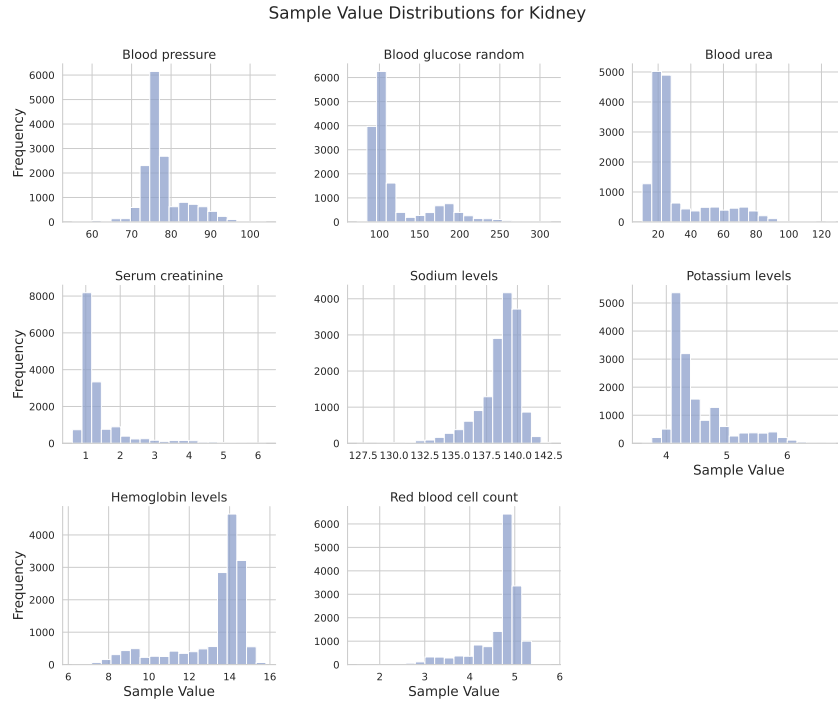 Sample Value Distributions for Kidney
Blood pressure
Frequency
6000
5000
4000
3000
2000
1000
0
60 70 80 90 100
Blood glucose random
6000
5000
4000
3000
2000
1000
0
100 150 200 250 300
Blood urea
5000
4000
3000
2000
1000
0
20 40 60 80 100 120
Serum creatinine
Frequency
8000
6000
4000
2000
0
1 2 3 4 5 6
Sodium levels
4000
3000
2000
1000
0
127.5 130.0 132.5 135.0 137.5 140.0 142.5
Potassium levels
5000
4000
3000
2000
1000
0
4 5 6
Sample Value
Hemoglobin levels
Frequency
4000
3000
2000
1000
0
6 8 10 12 14 16
Sample Value
Red blood cell count
6000
5000
4000
3000
2000
1000
0
2 3 4 5 6
Sample Value